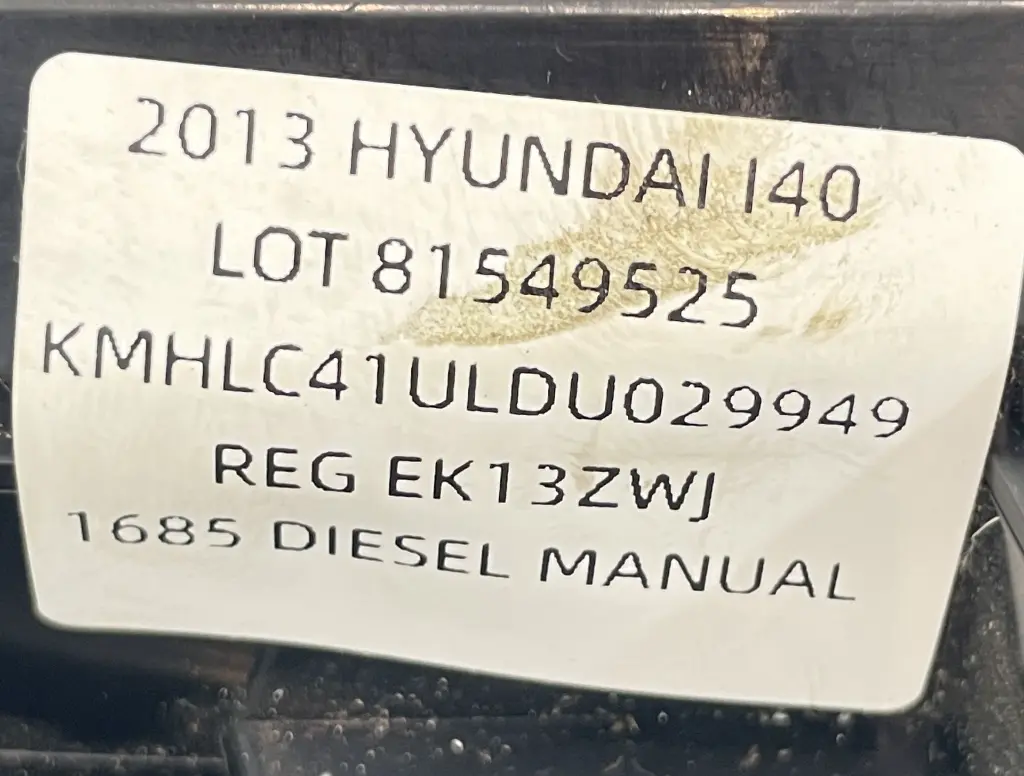 2013 HYUNDAI I40
LOT 81549525
KMHLC41ULDU029949
REG EK13ZWJ
1685 DIESEL MANUAL